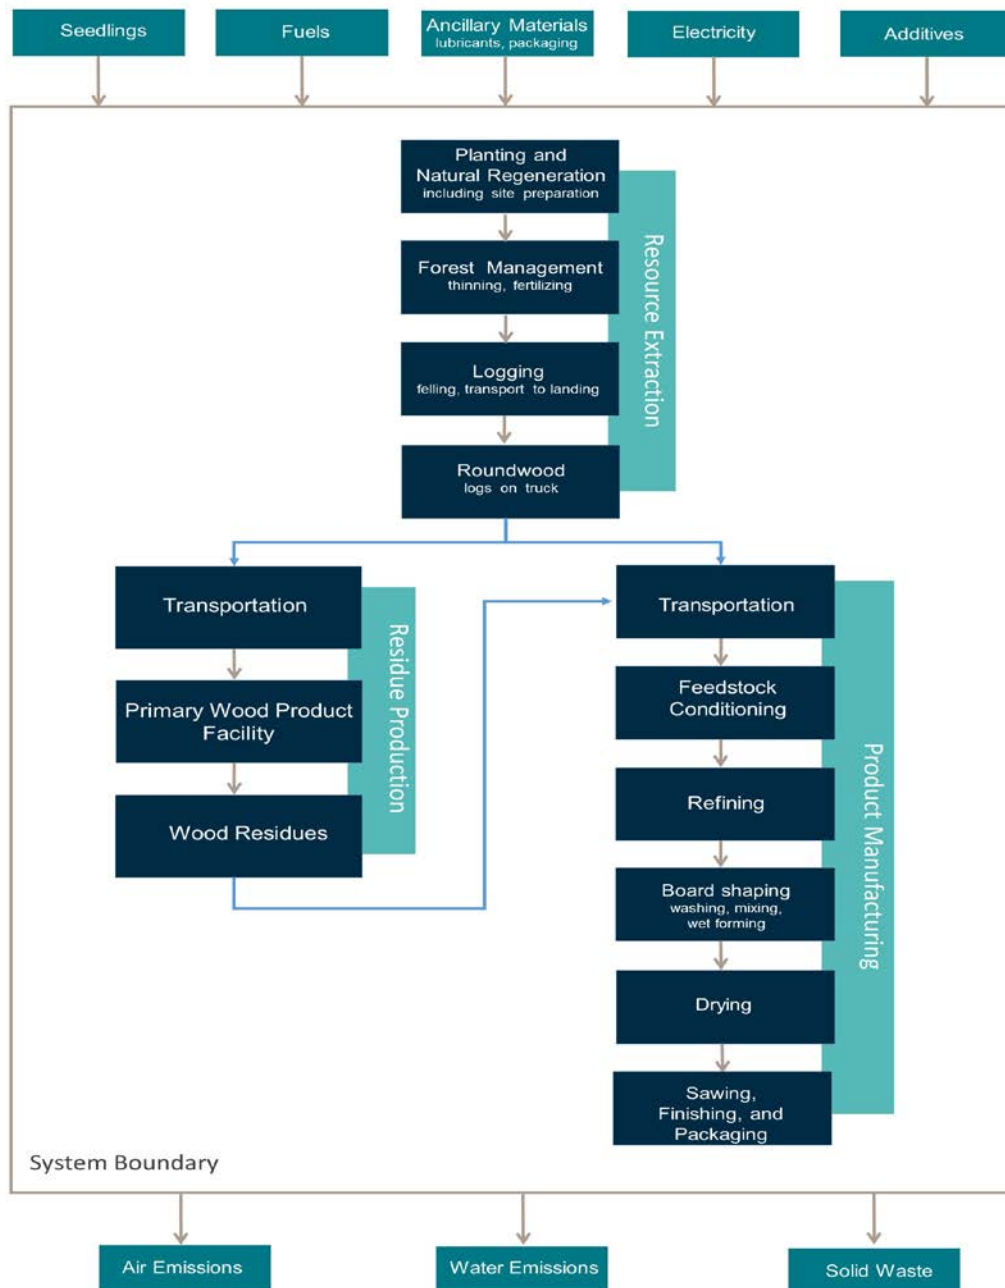 Seedlings
Fuels
Ancillary Materials
lubricants, packaging
Electricity
Additives
Planting and
Natural Regeneration
including site preparation
Forest Management
thinning, fertilizing
Logging
felling, transport to landing
Roundwood
logs on truck
Resource Extraction
Transportation
Primary Wood Product
Facility
Wood Residues
Residue Production
Transportation
Feedstock
Conditioning
Refining
Board shaping
washing, mixing,
wet forming
Drying
Sawing,
Finishing, and
Packaging
Product Manufacturing
System Boundary
Air Emissions
Water Emissions
Solid Waste